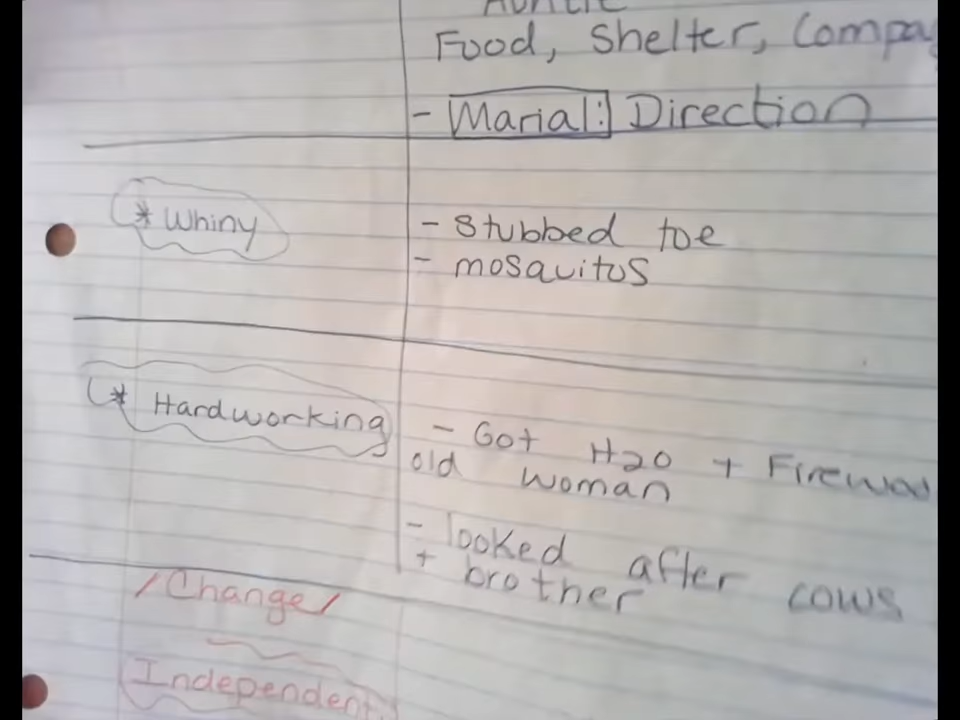 Auntie
Food, Shelter,
- Marial: Direction
* Whiny
- Stubbed toe
- mosquitos
* Hardworking
- Got H2O + Firewoo
old woman
- looked after cows
+ brother
/Change/
Independent